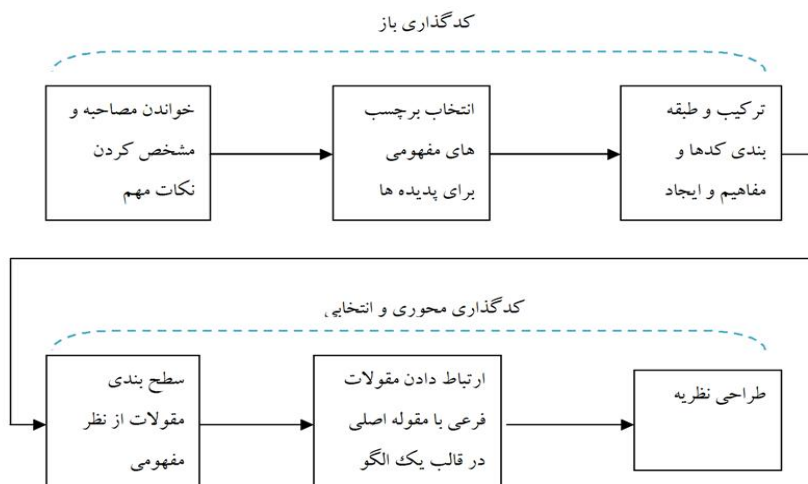 کدگذاری باز
خواندن مصاحبه و
مشخص کردن
نکات مهم
انتخاب برچسب
های مفهومی
برای پدیده ها
ترکیب و طبقه
بندی کدها و
مفاهیم و ایجاد
کدگذاری محوری و انتخابی
سطح بندی
مقولات از نظر
مفهومی
ارتباط دادن مقولات
فرعی با مقوله اصلی
در قالب یک الگو
طراحی نظریه